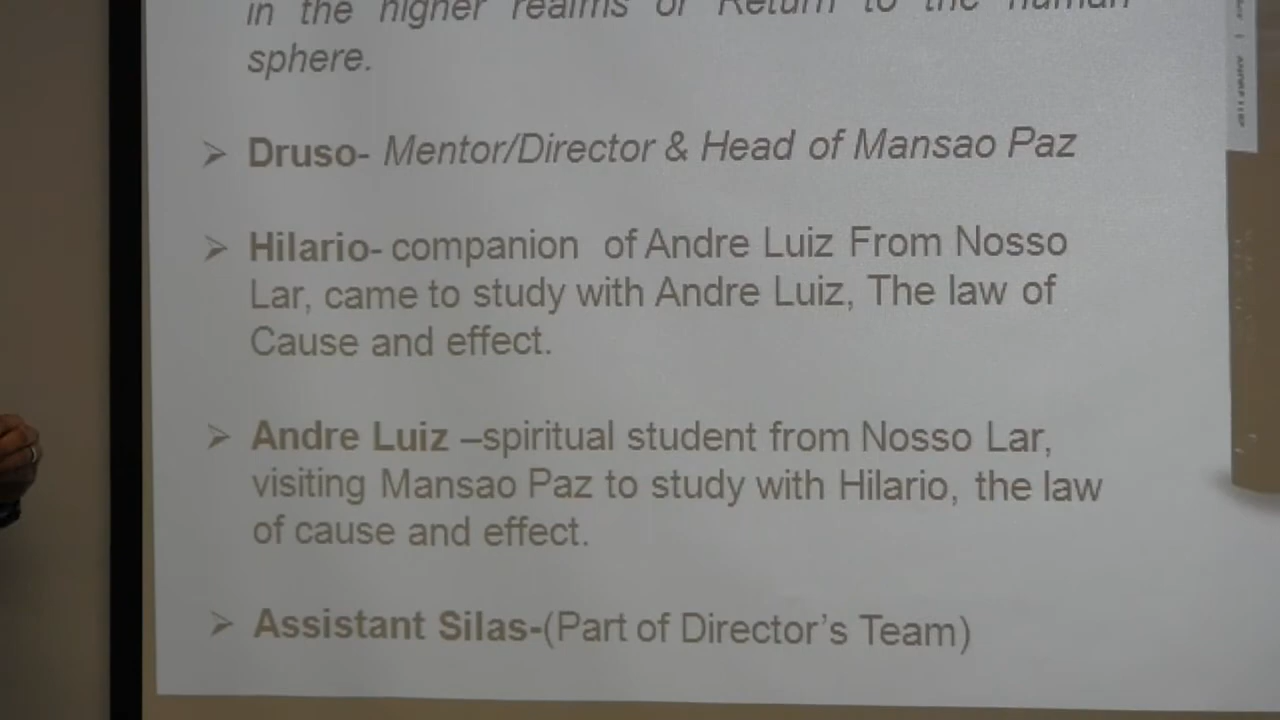 in the higher realms or Return to the human
sphere.
➢ Druso- Mentor/Director & Head of Mansao Paz
➢ Hilario- companion of Andre Luiz From Nosso
Lar, came to study with Andre Luiz, The law of
Cause and effect.
➢ Andre Luiz –spiritual student from Nosso Lar,
visiting Mansao Paz to study with Hilario, the law
of cause and effect.
➢ Assistant Silas-(Part of Director's Team)